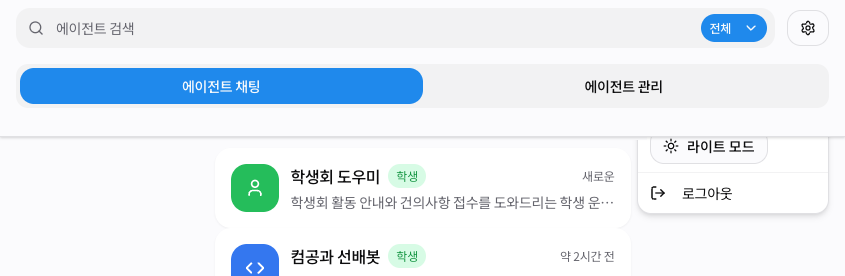 에이전트 검색
전체
에이전트 채팅
에이전트 관리
라이트 모드
로그아웃
학생회 도우미 학생 새로운
학생회 활동 안내와 건의사항 접수를 도와드리는 학생 운…
컴공과 선배봇 학생 약 2시간 전